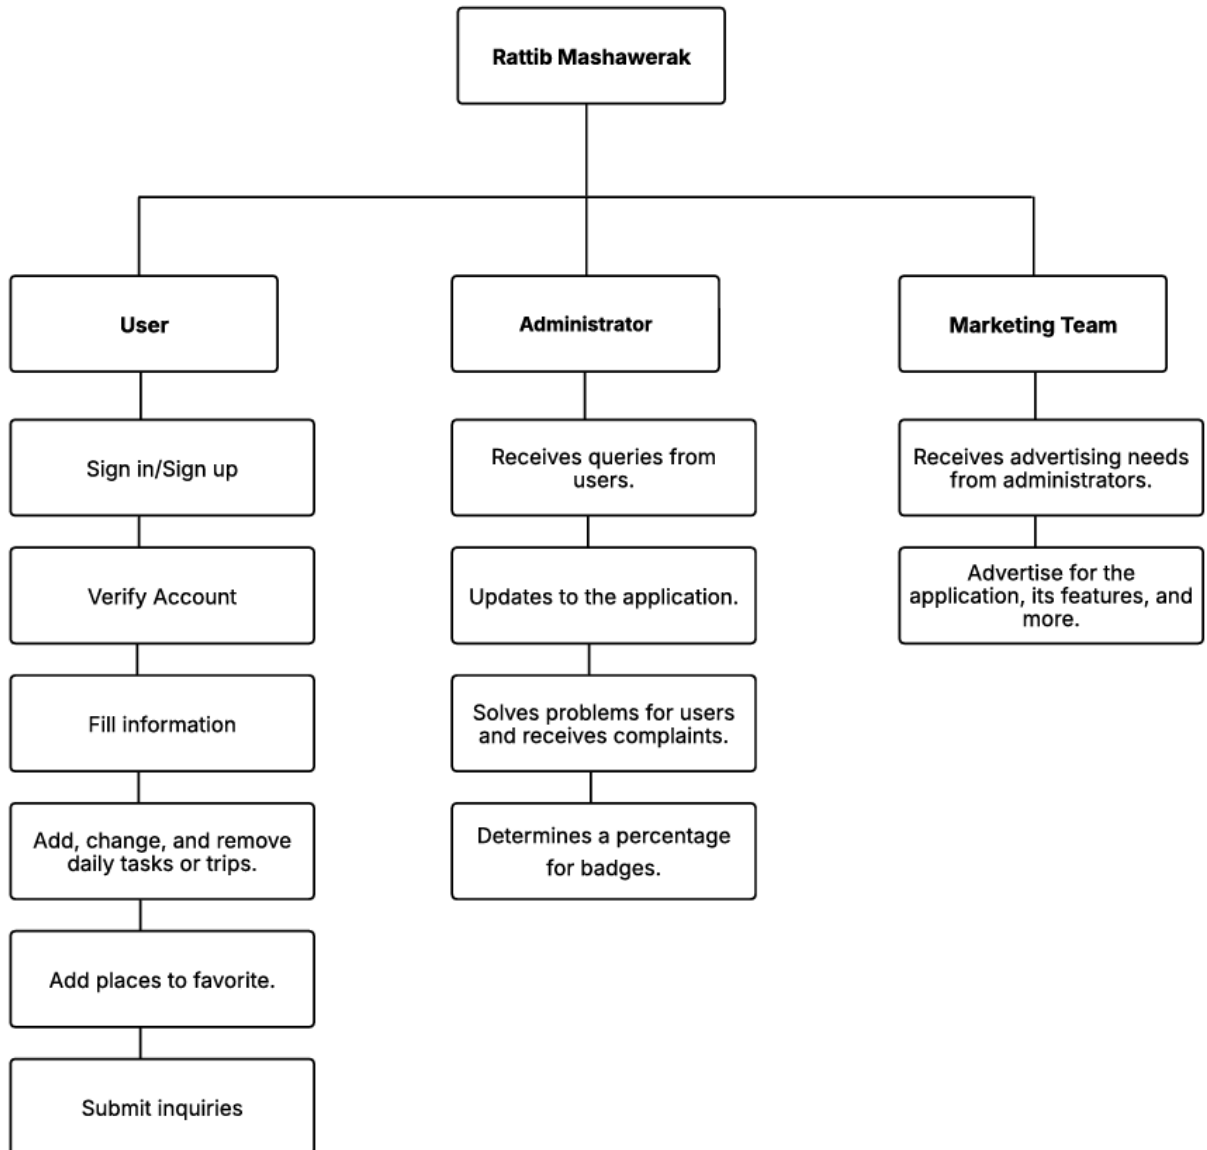 Rattib Mashawerak
User
Administrator
Marketing Team
Sign in/Sign up
Receives queries from
users.
Receives advertising needs
from administrators.
Verify Account
Updates to the application.
Advertise for the
application, its features, and
more.
Fill information
Solves problems for users
and receives complaints.
Add, change, and remove
daily tasks or trips.
Determines a percentage
for badges.
Add places to favorite.
Submit inquiries